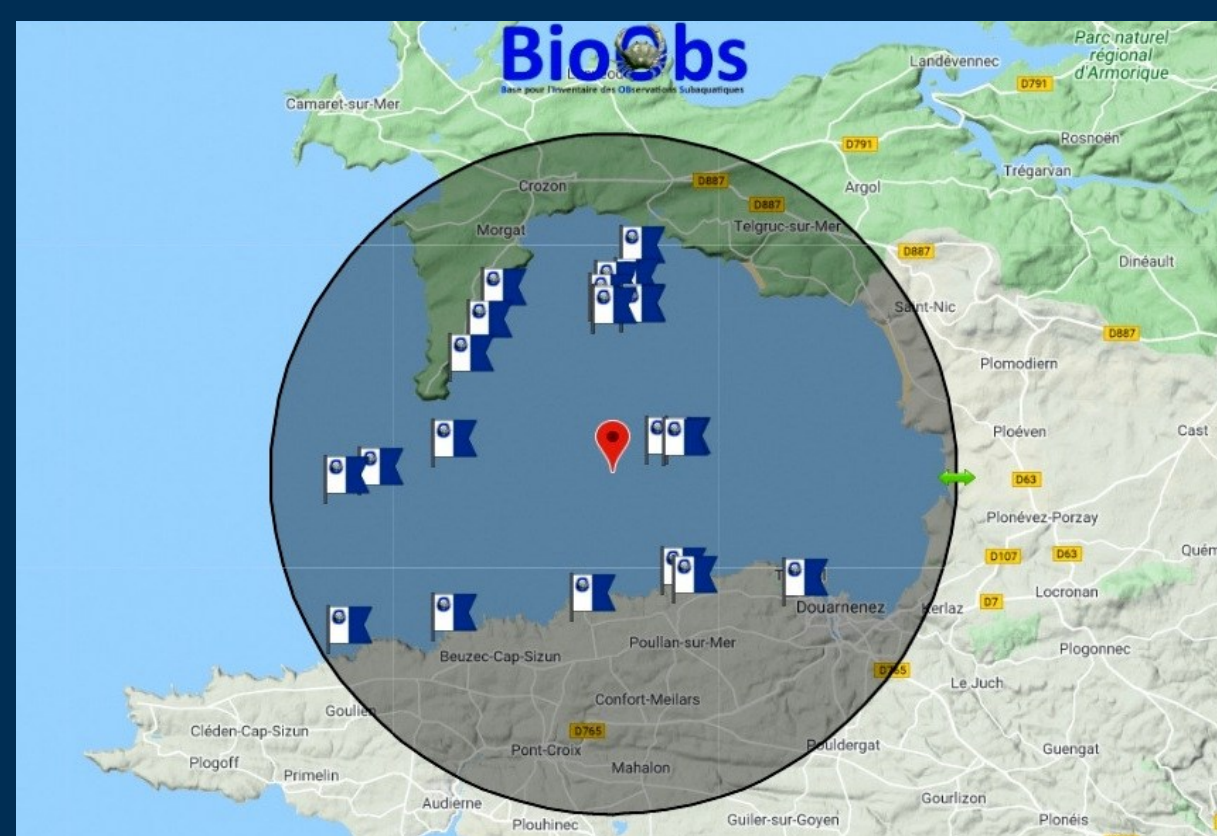 BioObs
Base pour l'Inventaire des OBservations Subaquatiques
Parc naturel
régional
d'Armorique
Landévennec
D791
Camaret-sur-Mer
Rosnoën
D791
Trégarvan
Crozon
D887
Argol
D887
Morgat
Telgruc-sur-Mer
D887
Dinéault
Saint-Nic
D887
Plomodiern
Ploéven
Cast
D63
Plonévez-Porzay
D107
D63
Quém
Locronan
D7
Douarnenez
Kerlaz
Poullan-sur-Mer
Plogonnec
Beuzec-Cap-Sizun
D765
Le Juch
Confort-Meilars
Goulien
Cléden-Cap-Sizun
D765
Pouldergat
Pont-Croix
Guengat
Plogoff
Mahalon
Primelin
Audierne
Gourlizon
Plouhinec
Guiler-sur-Goyen
Plonéis